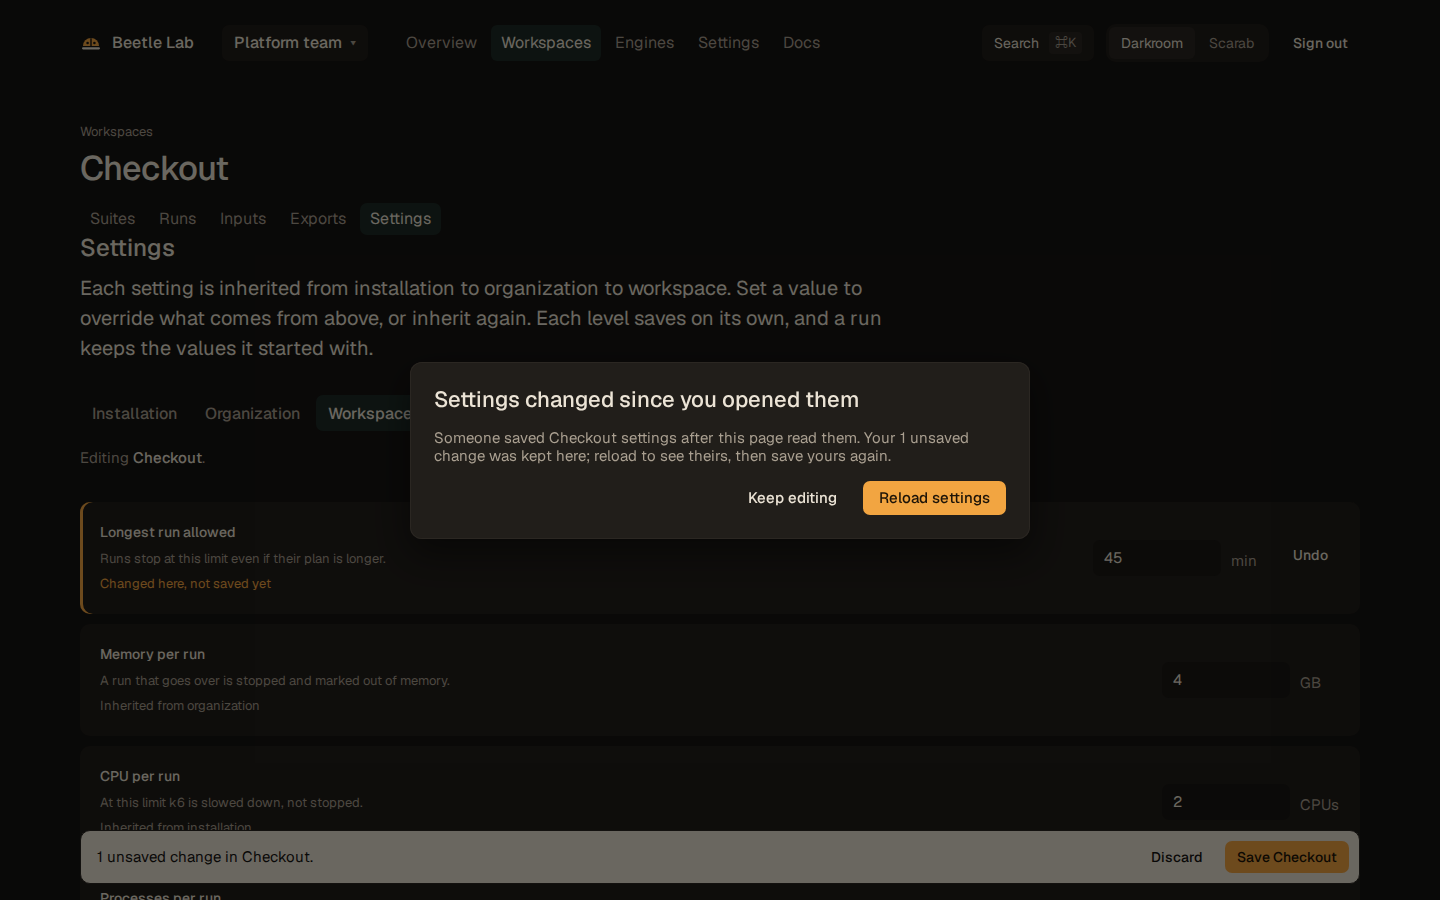 Beetle Lab
Platform team
Overview
Workspaces
Engines
Settings
Docs
Search ⌘K
Darkroom
Scarab
Sign out
Workspaces
Checkout
Suites
Runs
Inputs
Exports
Settings
Settings
Each setting is inherited from installation to organization to workspace. Set a value to
override what comes from above, or inherit again. Each level saves on its own, and a run
keeps the values it started with.
Installation
Organization
Workspace
Editing Checkout.
Settings changed since you opened them
Someone saved Checkout settings after this page read them. Your 1 unsaved
change was kept here; reload to see theirs, then save yours again.
Keep editing
Reload settings
Longest run allowed
Runs stop at this limit even if their plan is longer.
Changed here, not saved yet
45 min
Undo
Memory per run
A run that goes over is stopped and marked out of memory.
Inherited from organization
4 GB
CPU per run
At this limit k6 is slowed down, not stopped.
Inherited from installation
2 CPUs
1 unsaved change in Checkout.
Discard
Save Checkout
Processes per run